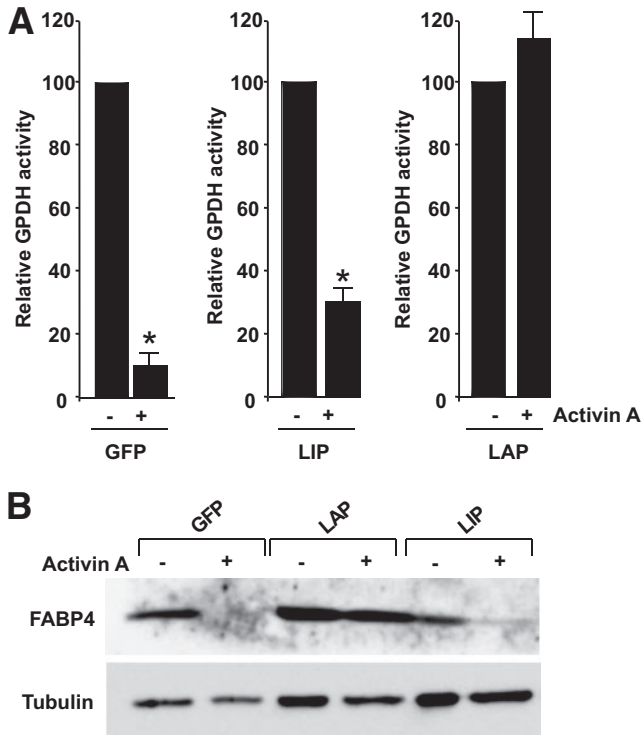 A
Relative GPDH activity
120
100
80
60
40
20
0
*
- +
GFP
Relative GPDH activity
120
100
80
60
40
20
0
*
- +
LIP
Relative GPDH activity
120
100
80
60
40
20
0
- + Activin A
LAP
B
GFP LAP LIP
Activin A - + - + - +
FABP4
Tubulin